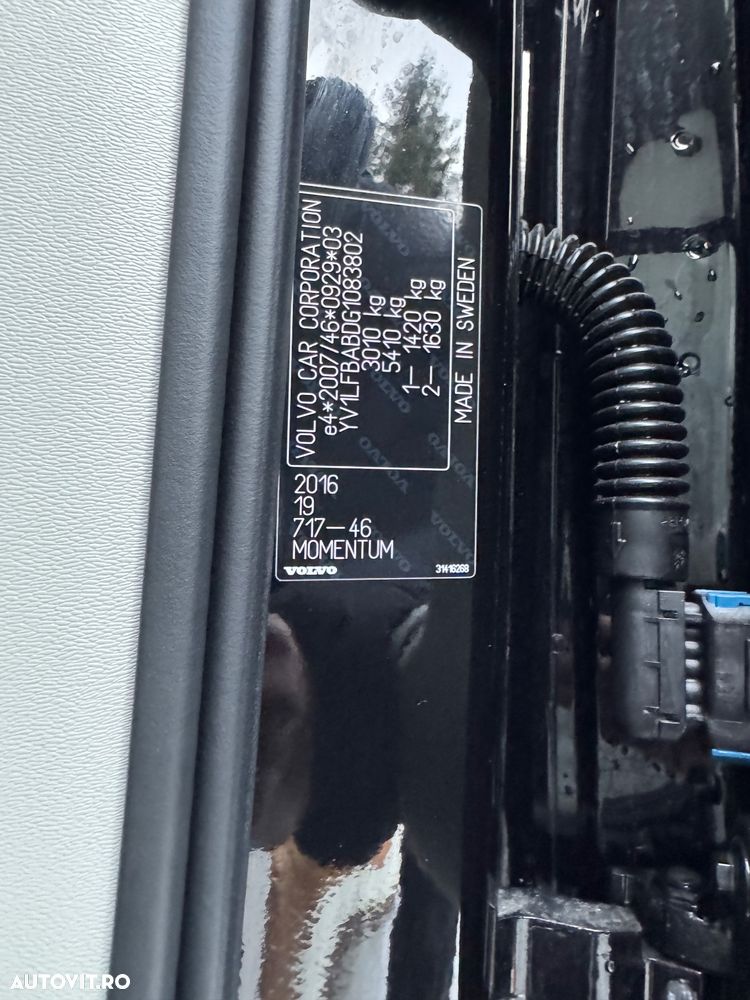 VOLVO CAR CORPORATION
e4*2007/46*0929*03
YV1LFBABDG1083802
3010 kg
5410 kg
1– 1420 kg
2– 1630 kg
MADE IN SWEDEN
2016
19
717–46
MOMENTUM
VOLVO
31416268
AUTOVIT.RO